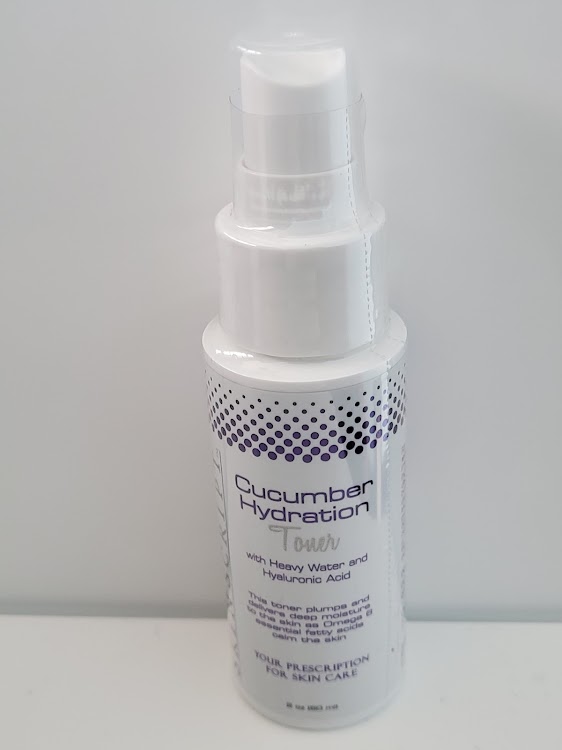 Cucumber
Hydration
Toner
with Heavy Water and
Hyaluronic Acid
This toner plumps and
delivers deep moisture
to the skin as Omega 6
essential fatty acids
calm the skin
YOUR PRESCRIPTION
FOR SKIN CARE